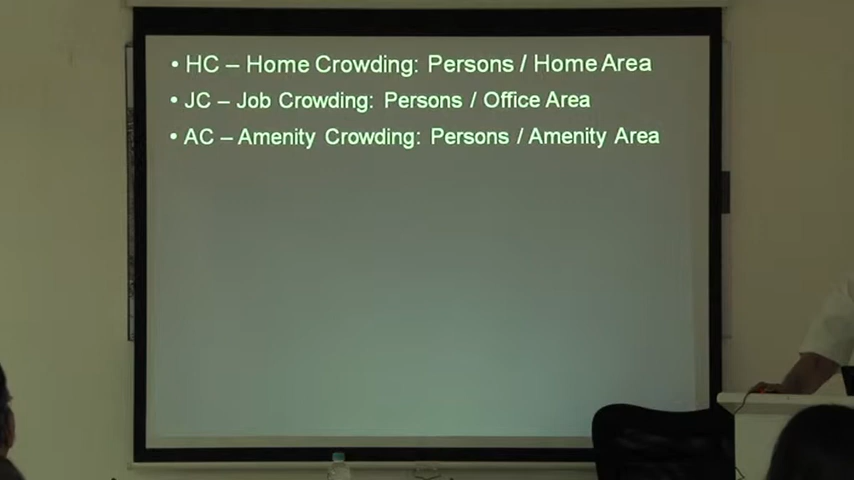 • HC – Home Crowding: Persons / Home Area
• JC – Job Crowding: Persons / Office Area
• AC – Amenity Crowding: Persons / Amenity Area